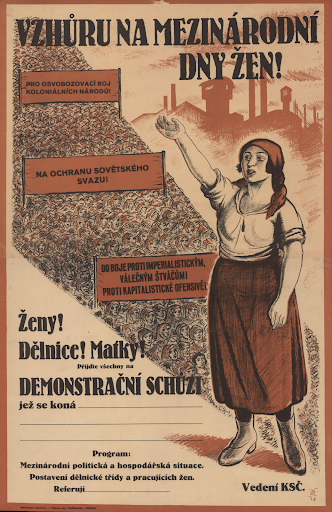 VZHŮRU NA MEZINÁRODNÍ
DNY ŽEN!
PRO OSVOBOZOVACÍ BOJ
KOLONIÁLNÍCH NÁRODŮ!
NA OCHRANU SOVĚTSKÉHO
SVAZU!
DO BOJE PROTI IMPERIALISTICKÝM,
VÁLEČNÝM ŠTVÁČŮM!
PROTI KAPITALISTICKÉ OFENSIVĚ!
Ženy!
Dělnice! Matky!
Přijďte všechny na
DEMONSTRAČNÍ SCHŮZI
jež se koná
Program:
Mezinárodní politická a hospodářská situace.
Postavení dělnické třídy a pracujících žen.
Referují
Vedení KSČ.